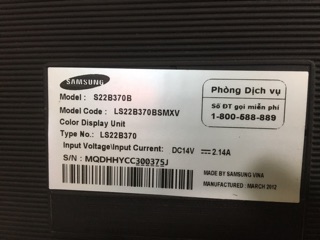 SAMSUNG
Model : S22B370B
Model Code : LS22B370BSMXV
Color Display Unit
Type No.: LS22B370
Input Voltage\Input Current: DC14V ⎓ 2.14A
S/N : MQDHHYCC300375J
Phòng Dịch vụ
Số ĐT gọi miễn phí
1-800-588-889
MADE BY SAMSUNG VINA
MANUFACTURED : MARCH 2012